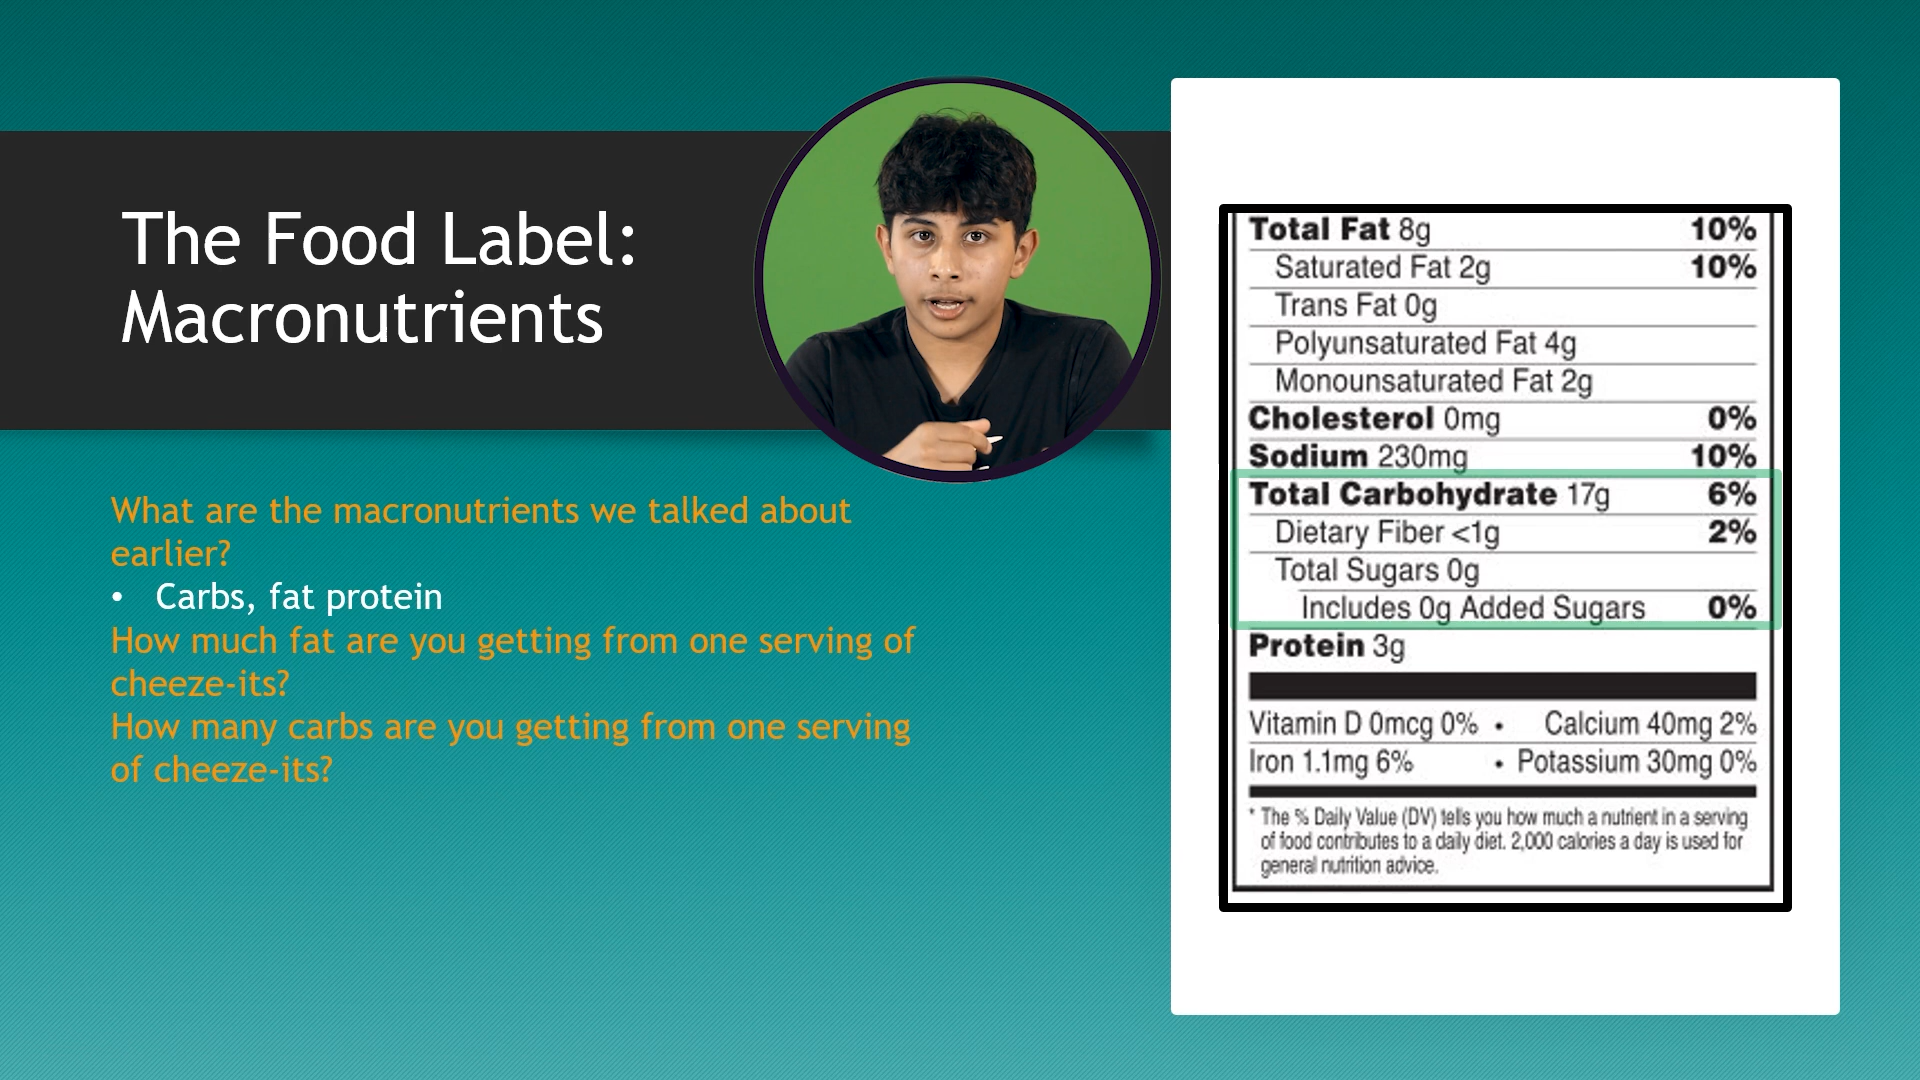 The Food Label:
Macronutrients
What are the macronutrients we talked about
earlier?
• Carbs, fat protein
How much fat are you getting from one serving of
cheeze-its?
How many carbs are you getting from one serving
of cheeze-its?
Total Fat 8g 10%
Saturated Fat 2g 10%
Trans Fat 0g
Polyunsaturated Fat 4g
Monounsaturated Fat 2g
Cholesterol 0mg 0%
Sodium 230mg 10%
Total Carbohydrate 17g 6%
Dietary Fiber <1g 2%
Total Sugars 0g
Includes 0g Added Sugars 0%
Protein 3g
Vitamin D 0mcg 0% • Calcium 40mg 2%
Iron 1.1mg 6% • Potassium 30mg 0%
* The % Daily Value (DV) tells you how much a nutrient in a serving
of food contributes to a daily diet. 2,000 calories a day is used for
general nutrition advice.